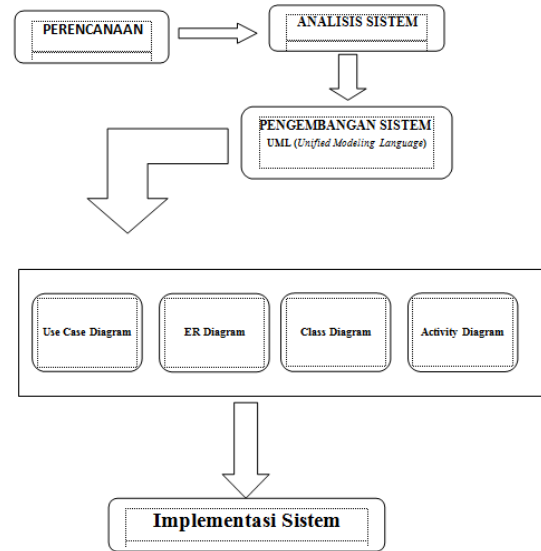 PERENCANAAN
ANALISIS SISTEM
PENGEMBANGAN SISTEM
UML (Unified Modeling Language)
Use Case Diagram
ER Diagram
Class Diagram
Activity Diagram
Implementasi Sistem